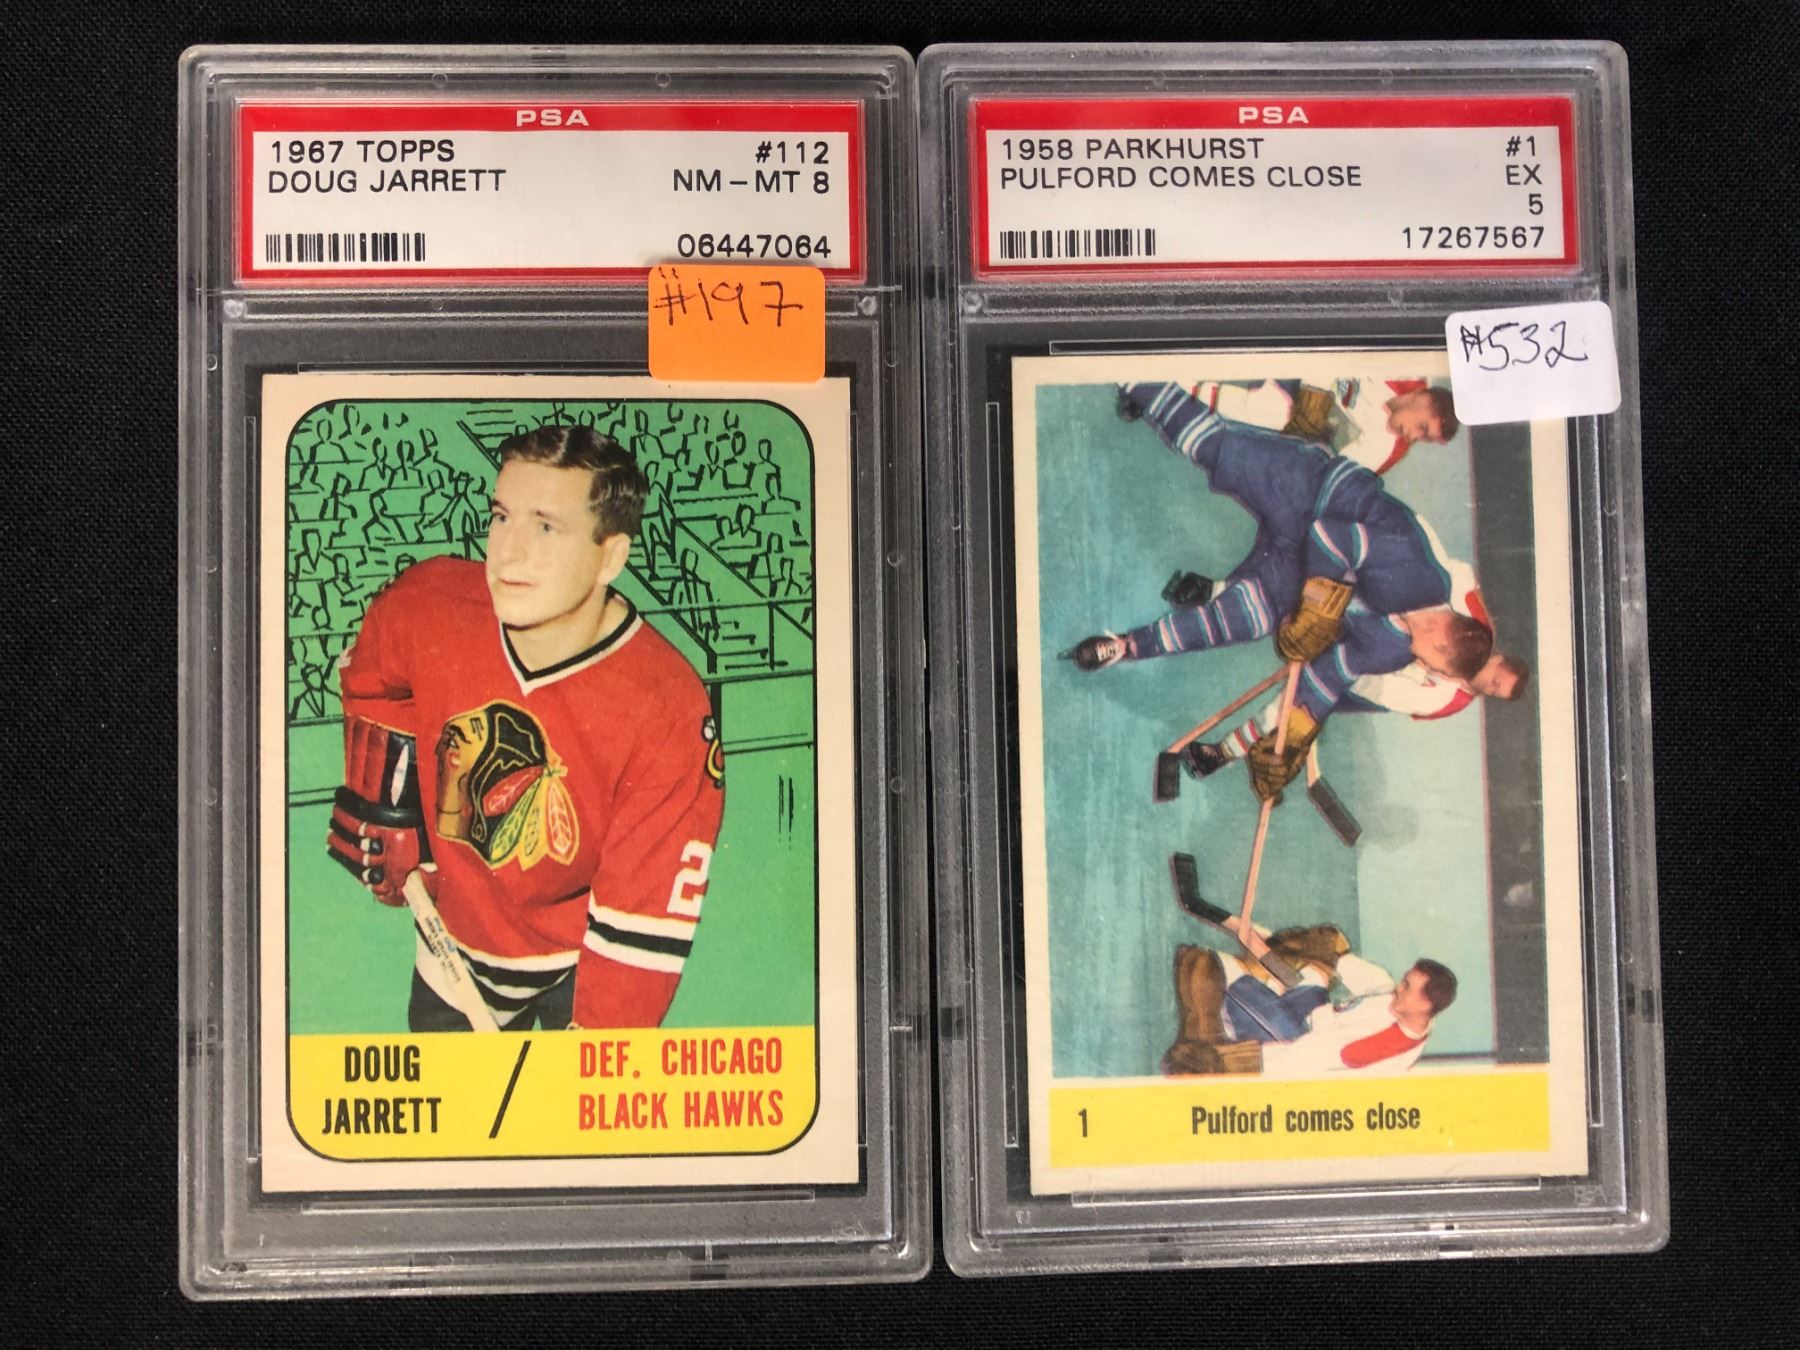 PSA
1967 TOPPS #112
DOUG JARRETT NM-MT 8
06447064
#197
2
DOUG / DEF. CHICAGO
JARRETT BLACK HAWKS
PSA
1958 PARKHURST #1
PULFORD COMES CLOSE EX
5
17267567
#532
1 Pulford comes close